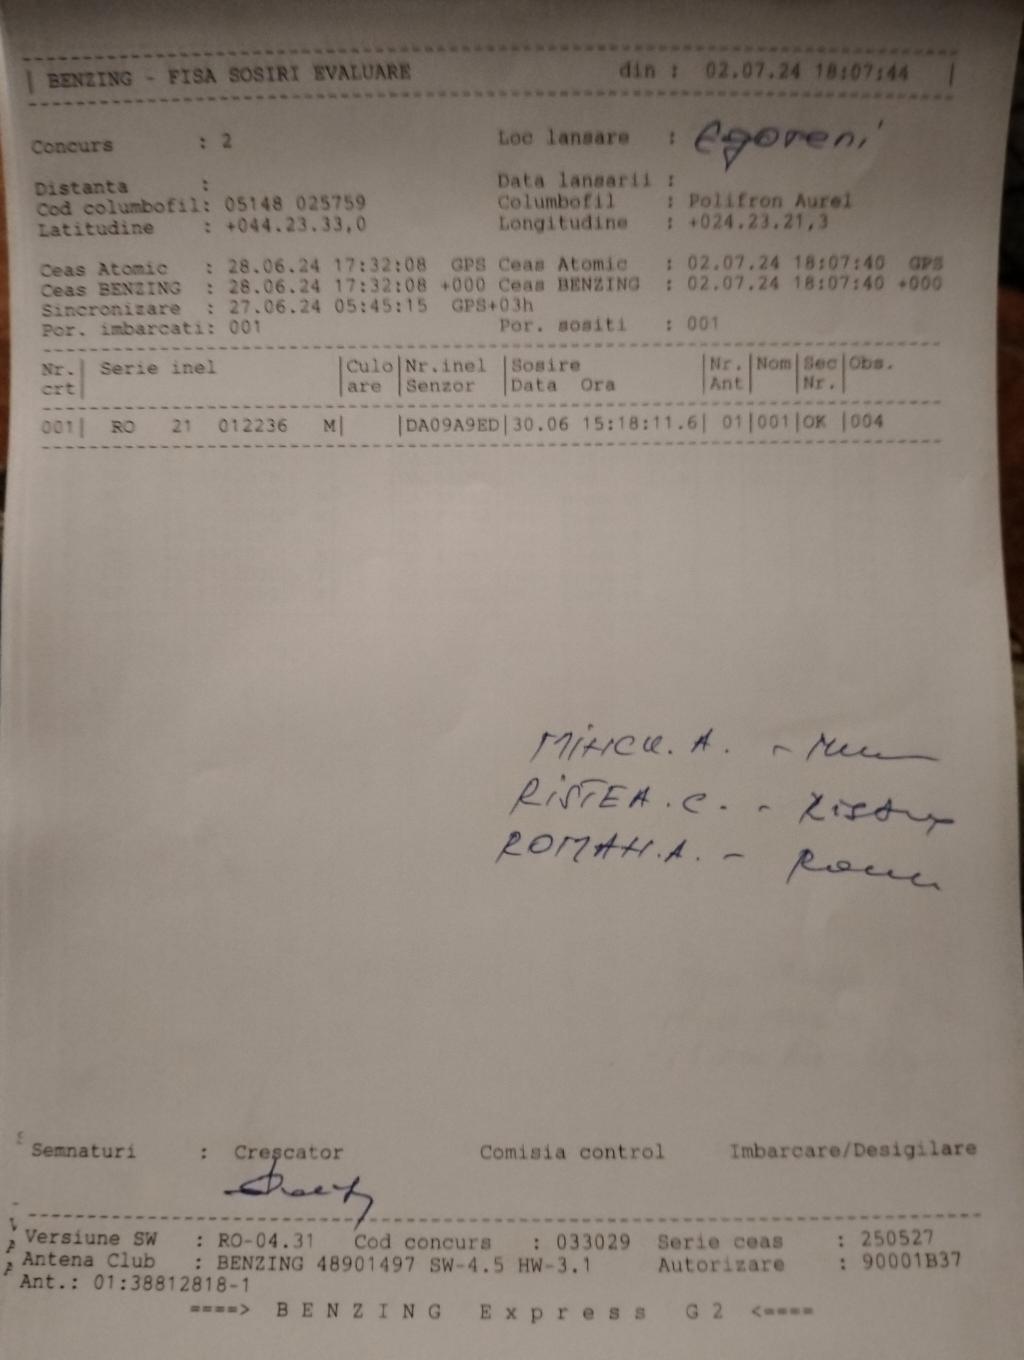 | BENZING - FISA SOSIRI EVALUARE din : 02.07.24 18:07:44 |
Concurs : 2 Loc lansare : Egoreni
Distanta : Data lansarii :
Cod columbofil: 05148 025759 Columbofil : Polifron Aurel
Latitudine : +044.23.33,0 Longitudine : +024.23.21,3
Ceas Atomic : 28.06.24 17:32:08 GPS Ceas Atomic : 02.07.24 18:07:40 GPS
Ceas BENZING : 28.06.24 17:32:08 +000 Ceas BENZING : 02.07.24 18:07:40 +000
Sincronizare : 27.06.24 05:45:15 GPS+03h
Por. imbarcati: 001 Por. sositi : 001
Nr.| Serie inel |Culo|Nr.inel |Sosire |Nr.|Nom|Sec|Obs.
crt| |are |Senzor |Data Ora |Ant| |Nr.|
001| RO 21 012236 M| |DA09A9ED|30.06 15:18:11.6| 01|001|OK |004
MIHCU. A. -
RISTEA. C. -
ROMAN. A. -
Semnaturi : Crescator Comisia control Imbarcare/Desigilare
Versiune SW : RO-04.31 Cod concurs : 033029 Serie ceas : 250527
Antena Club : BENZING 48901497 SW-4.5 HW-3.1 Autorizare : 90001B37
Ant.: 01:38812818-1
====> B E N Z I N G E x p r e s s G 2 <====